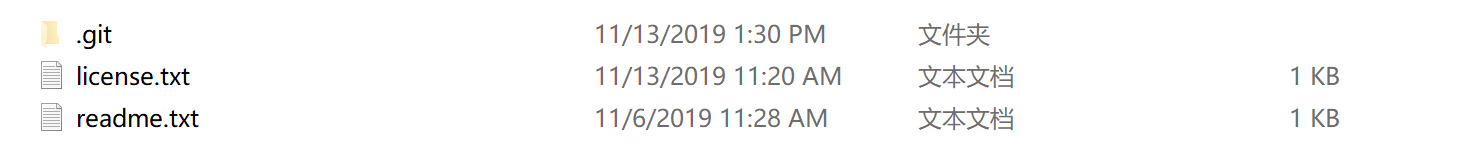 .git 11/13/2019 1:30 PM 文件夹
license.txt 11/13/2019 11:20 AM 文本文档 1 KB
readme.txt 11/6/2019 11:28 AM 文本文档 1 KB